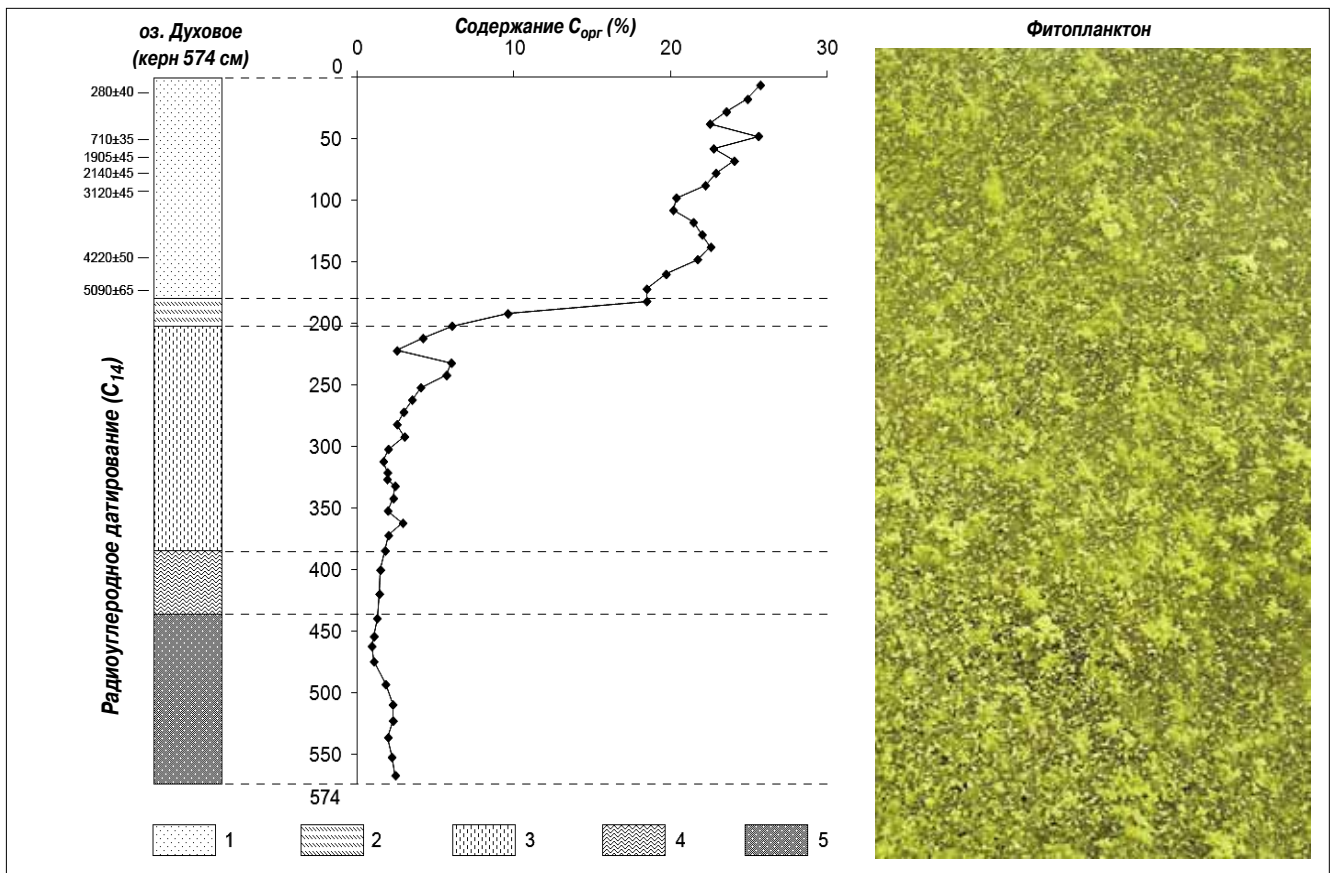 оз. Духовое
(керн 574 см)
Содержание Cорг (%)
Фитопланктон
0 10 20 30
0
50
100
150
200
250
300
350
400
450
500
550
574
280±40
710±35
1905±45
2140±45
3120±45
4220±50
5090±65
Радиоуглеродное датирование (C14)
1 2 3 4 5